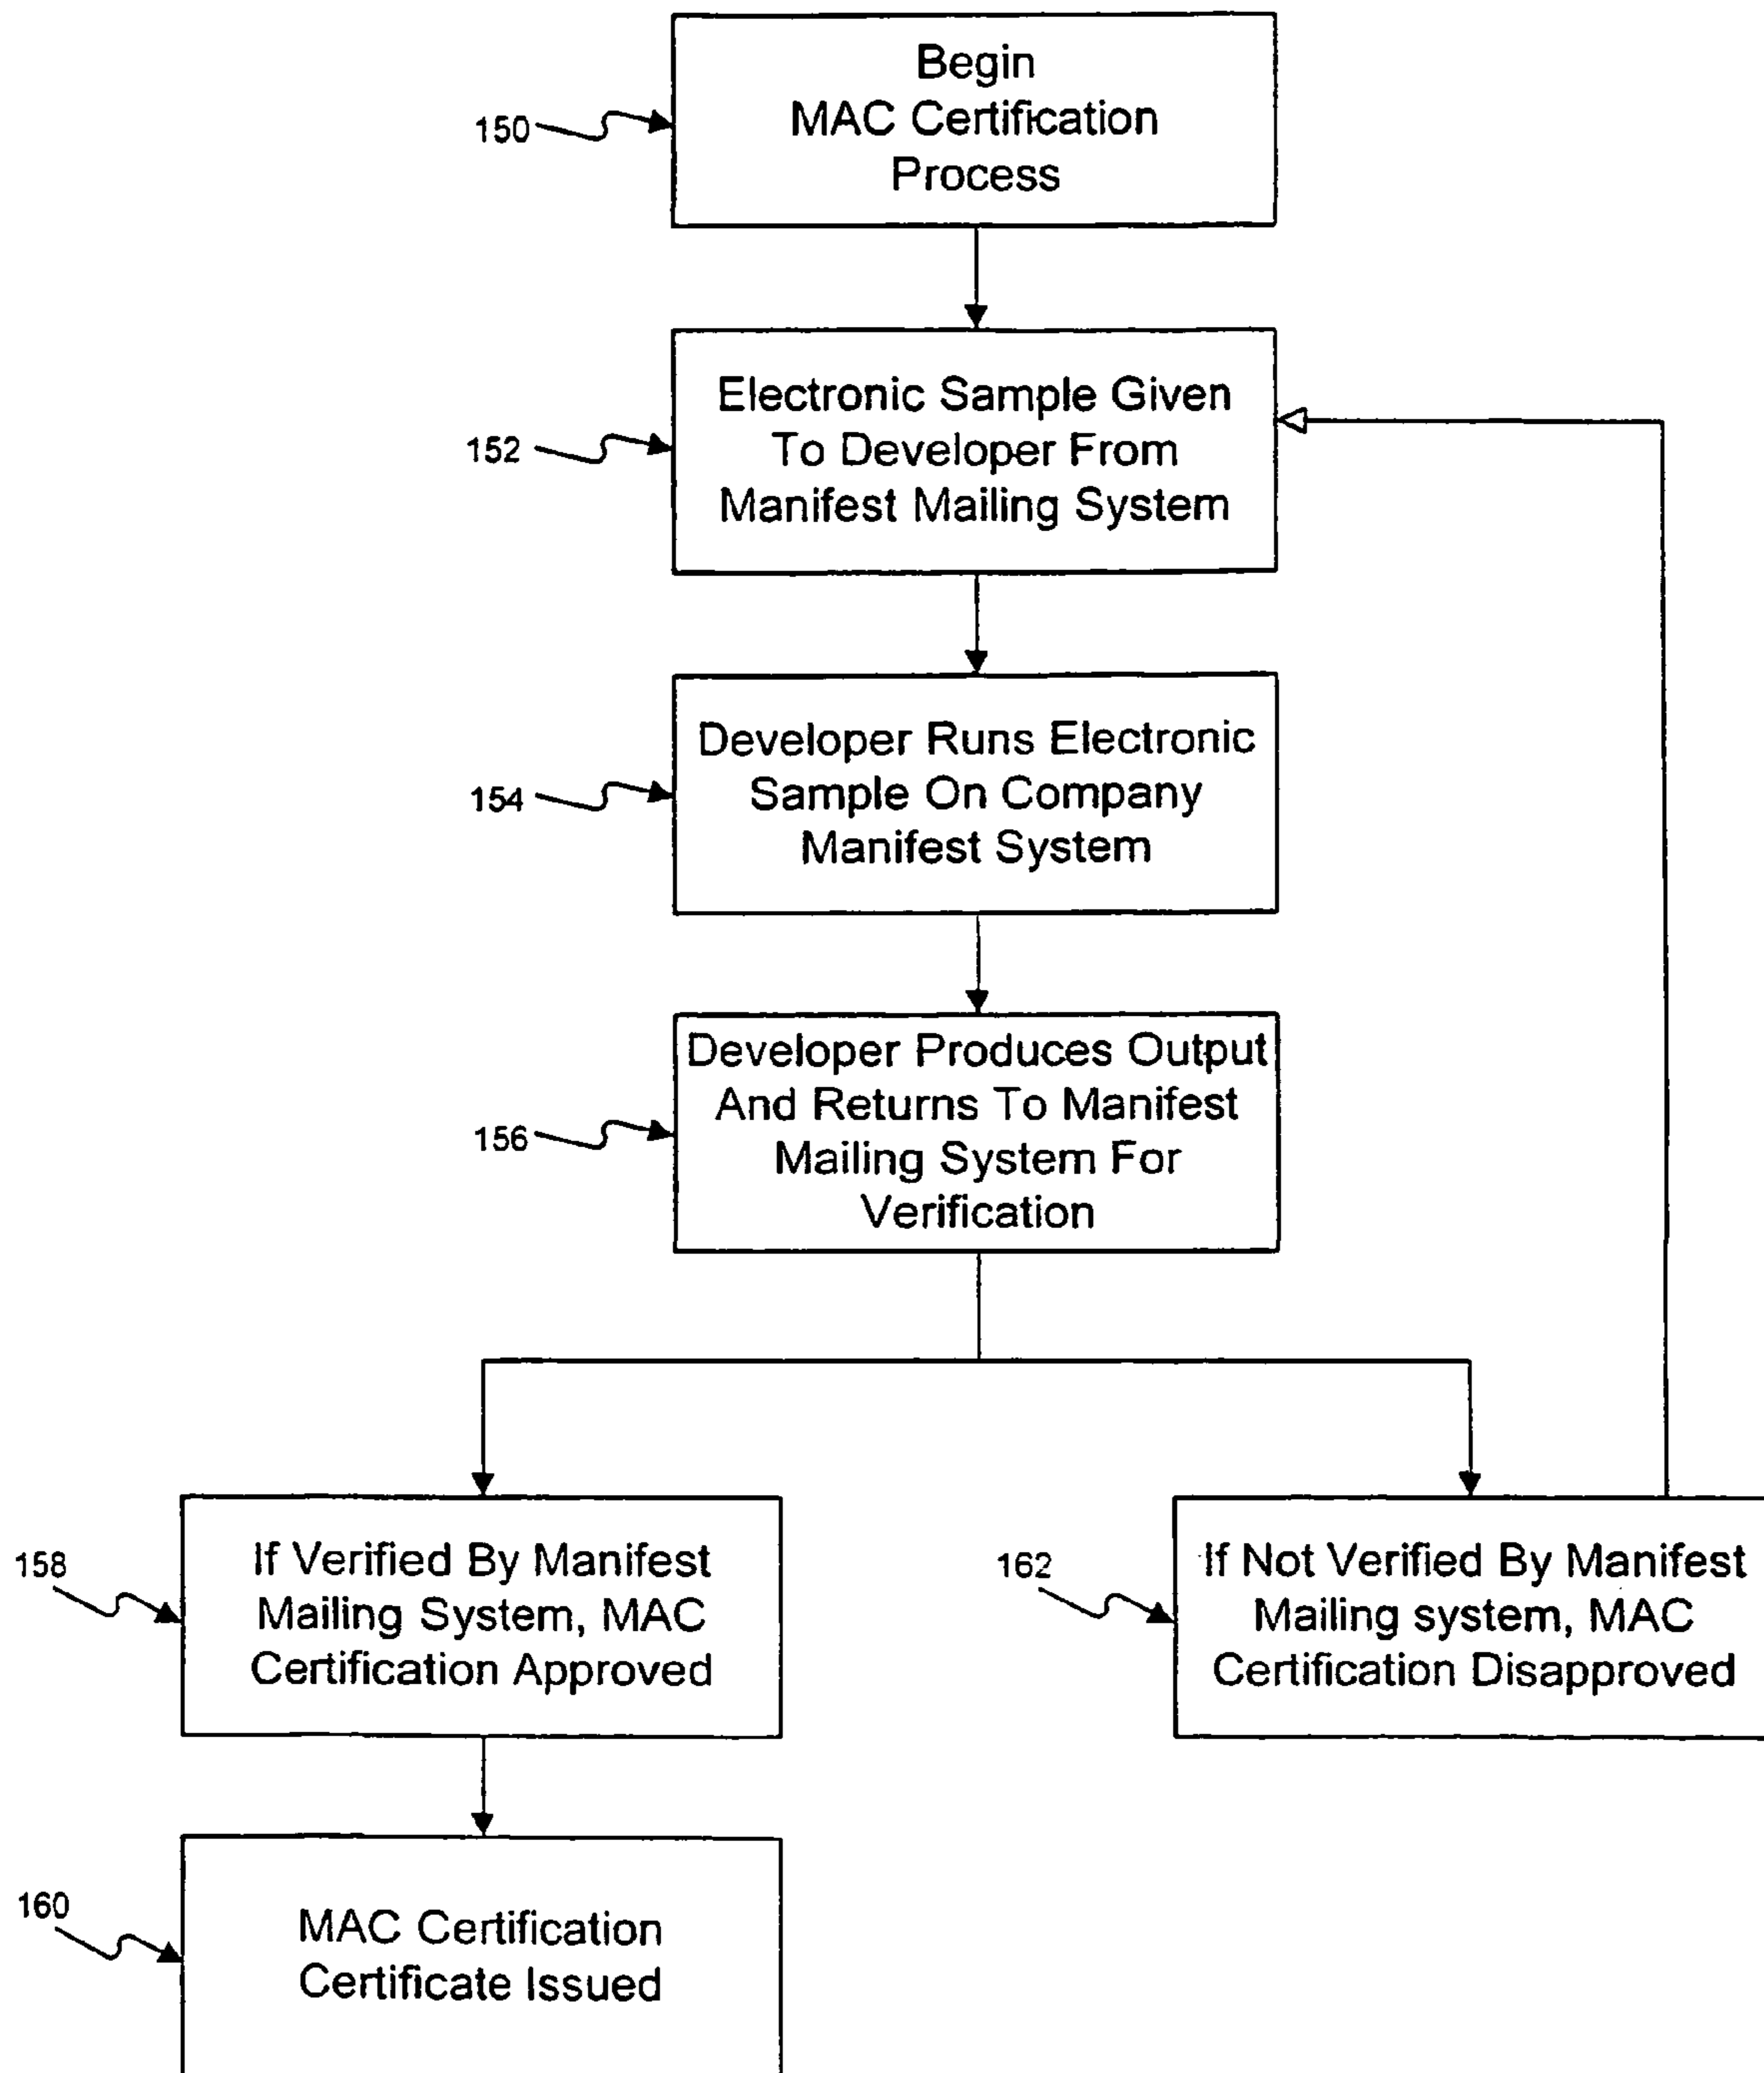 Begin
MAC Certification
Process
150
Electronic Sample Given
To Developer From
Manifest Mailing System
152
Developer Runs Electronic
Sample On Company
Manifest System
154
Developer Produces Output
And Returns To Manifest
Mailing System For
Verification
156
If Verified By Manifest
Mailing System, MAC
Certification Approved
158
If Not Verified By Manifest
Mailing system, MAC
Certification Disapproved
162
MAC Certification
Certificate Issued
160